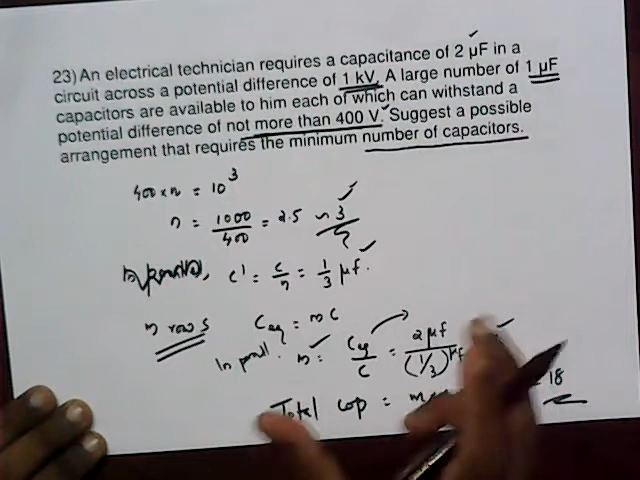 23) An electrical technician requires a capacitance of 2 μF in a
circuit across a potential difference of 1 kV. A large number of 1 μF
capacitors are available to him each of which can withstand a
potential difference of not more than 400 V. Suggest a possible
arrangement that requires the minimum number of capacitors.
400 × n = 10³
n = 1000/400 = 2.5 ~ 3
C' = C/n = 1/3 μf.
rows Ceq = mC
In = Ceq/C = 2μf/(1/3)μf
Total cap = 18